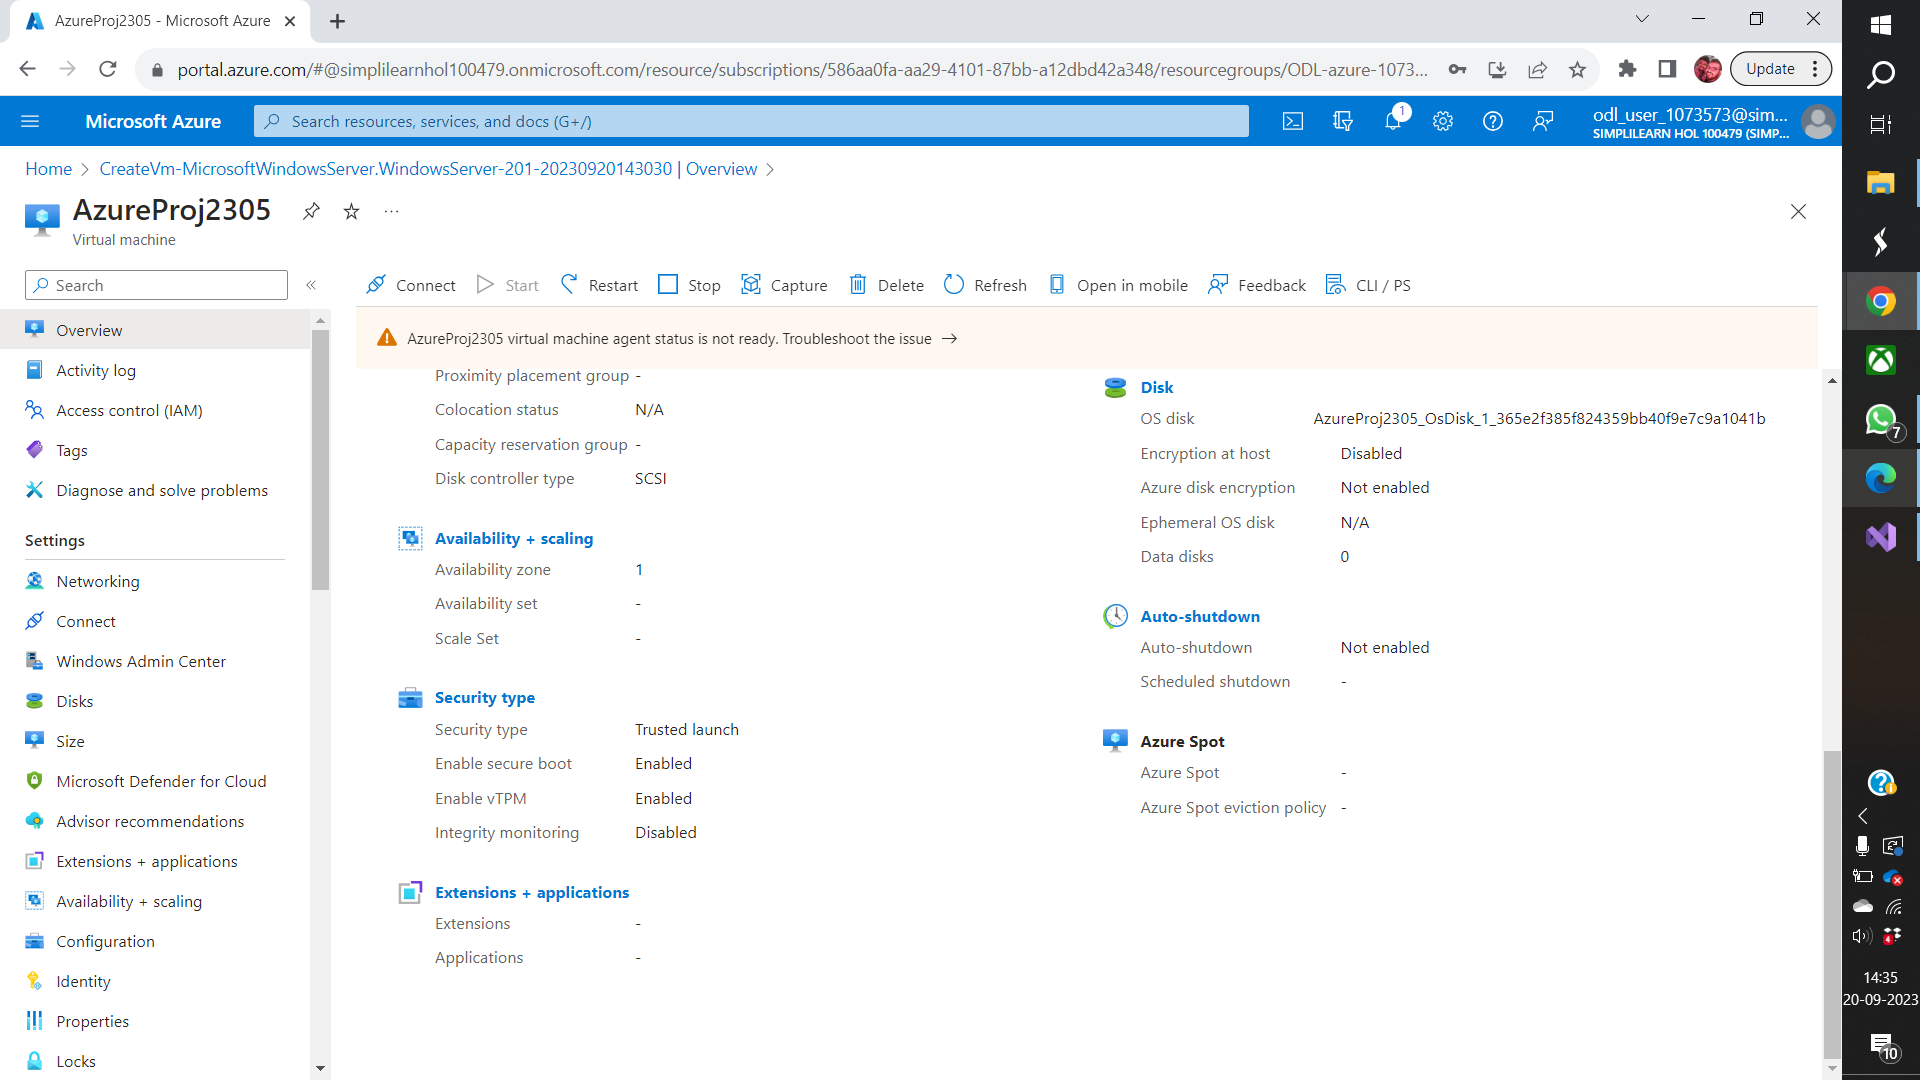 AzureProj2305 - Microsoft Azure
portal.azure.com/#@simplilearnhol100479.onmicrosoft.com/resource/subscriptions/586aa0fa-aa29-4101-87bb-a12dbd42a348/resourcegroups/ODL-azure-1073...
Update
Microsoft Azure
Search resources, services, and docs (G+/)
1
odl_user_1073573@sim...
SIMPLILEARN HOL 100479 (SIMP...
Home
CreateVm-MicrosoftWindowsServer.WindowsServer-201-20230920143030 | Overview
AzureProj2305
Virtual machine
Search
Connect
Start
Restart
Stop
Capture
Delete
Refresh
Open in mobile
Feedback
CLI / PS
AzureProj2305 virtual machine agent status is not ready. Troubleshoot the issue →
Overview
Activity log
Access control (IAM)
Tags
Diagnose and solve problems
Settings
Networking
Connect
Windows Admin Center
Disks
Size
Microsoft Defender for Cloud
Advisor recommendations
Extensions + applications
Availability + scaling
Configuration
Identity
Properties
Locks
Proximity placement group -
Colocation status N/A
Capacity reservation group -
Disk controller type SCSI
Availability + scaling
Availability zone 1
Availability set -
Scale Set -
Security type
Security type Trusted launch
Enable secure boot Enabled
Enable vTPM Enabled
Integrity monitoring Disabled
Extensions + applications
Extensions -
Applications -
Disk
OS disk AzureProj2305_OsDisk_1_365e2f385f824359bb40f9e7c9a1041b
Encryption at host Disabled
Azure disk encryption Not enabled
Ephemeral OS disk N/A
Data disks 0
Auto-shutdown
Auto-shutdown Not enabled
Scheduled shutdown -
Azure Spot
Azure Spot -
Azure Spot eviction policy -
7
4
14:35
20-09-2023
10